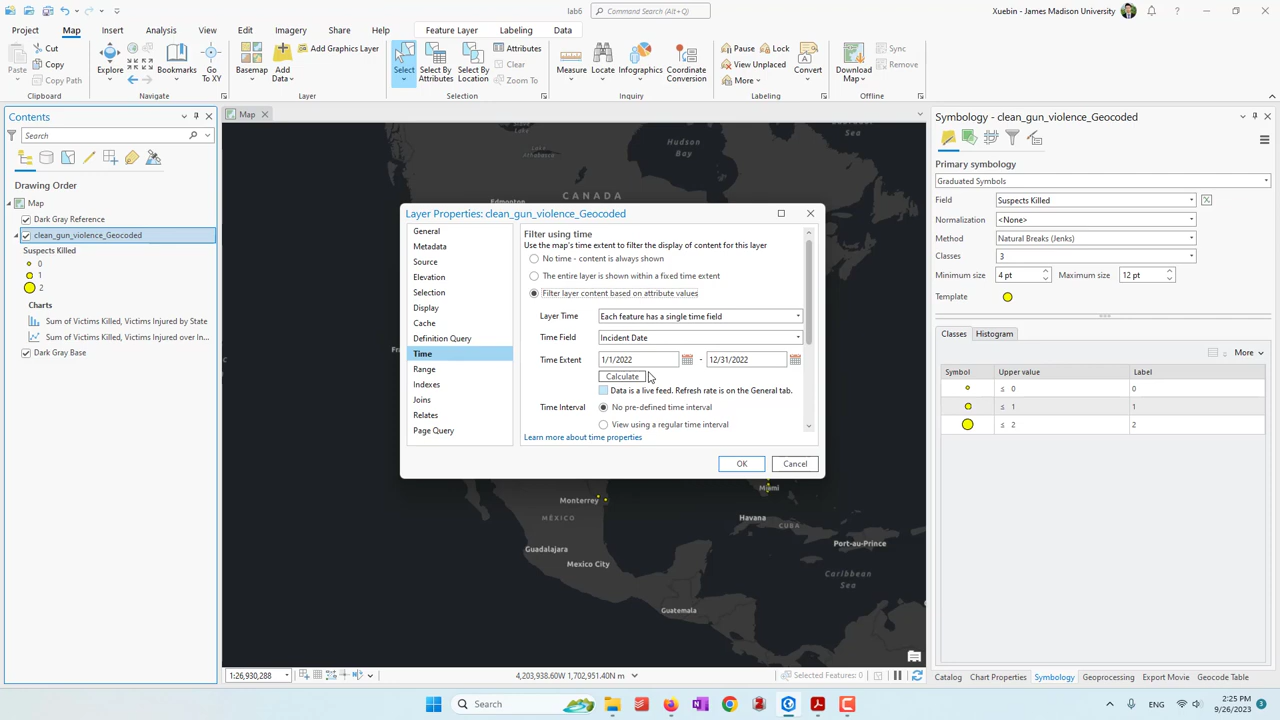 lab6
Command Search (Alt+Q)
Xuebin - James Madison University
Project
Map
Insert
Analysis
View
Edit
Imagery
Share
Help
Feature Layer
Labeling
Data
Paste
Cut
Copy
Copy Path
Clipboard
Explore
Bookmarks
Go To XY
Navigate
Basemap
Add Data
Add Graphics Layer
Layer
Select
Select By Attributes
Select By Location
Attributes
Clear
Zoom To
Selection
Measure
Locate
Infographics
Coordinate Conversion
Inquiry
Pause
Lock
View Unplaced
More
Labeling
Convert
Download Map
Sync
Remove
Offline
Contents
Search
Drawing Order
Map
Dark Gray Reference
clean_gun_violence_Geocoded
Suspects Killed
0
1
2
Charts
Sum of Victims Killed, Victims Injured by State
Sum of Victims Killed, Victims Injured over In
Dark Gray Base
Map
Hudson Bay
Sea
CANADA
Edmonton
Monterrey
MÉXICO
Guadalajara
Mexico City
Miami
Havana
CUBA
Port-au-Prince
Caribbean Sea
Guatemala
Layer Properties: clean_gun_violence_Geocoded
General
Metadata
Source
Elevation
Selection
Display
Cache
Definition Query
Time
Range
Indexes
Joins
Relates
Page Query
Filter using time
Use the map's time extent to filter the display of content for this layer
No time - content is always shown
The entire layer is shown within a fixed time extent
Filter layer content based on attribute values
Layer Time Each feature has a single time field
Time Field Incident Date
Time Extent 1/1/2022 - 12/31/2022
Calculate
Data is a live feed. Refresh rate is on the General tab.
Time Interval No pre-defined time interval
View using a regular time interval
Learn more about time properties
OK Cancel
1:26,930,288
4,203,938.60W 1,702,951.40N m
Selected Features: 0
Symbology - clean_gun_violence_Geocoded
Primary symbology
Graduated Symbols
Field Suspects Killed
Normalization <None>
Method Natural Breaks (Jenks)
Classes 3
Minimum size 4 pt Maximum size 12 pt
Template
Classes Histogram
More
Symbol Upper value Label
≤ 0 0
≤ 1 1
≤ 2 2
Catalog Chart Properties Symbology Geoprocessing Export Movie Geocode Table
Search
ENG
2:25 PM
9/26/2023